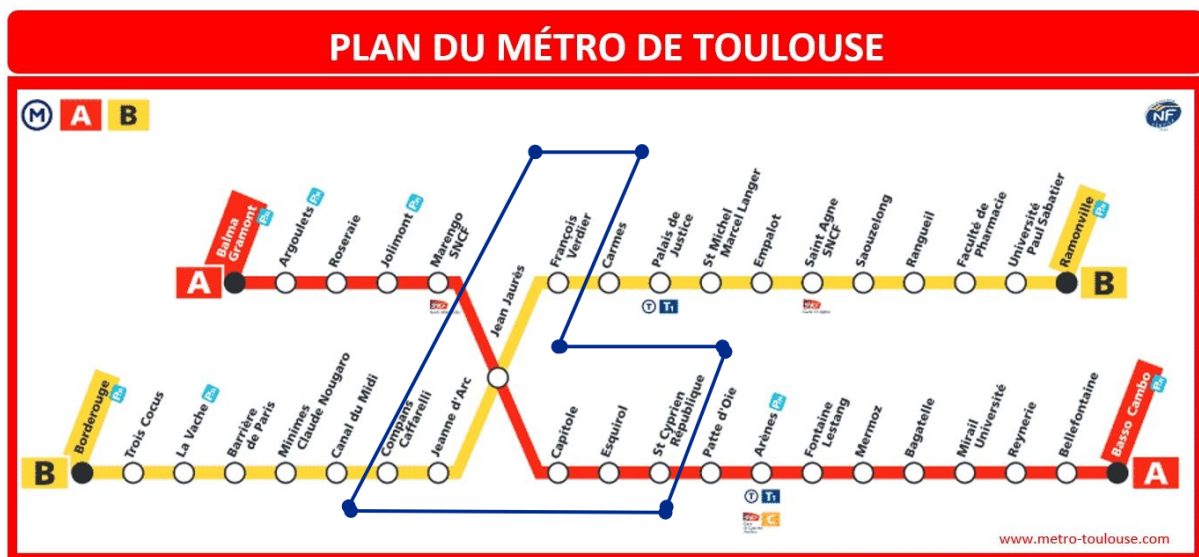 PLAN DU MÉTRO DE TOULOUSE
M A B
NF
Balma
Gramont
Argoulets
Roseraie
Jolimont
Marengo
SNCF
Jean Jaurès
François
Verdier
Carmes
Palais de
Justice
St Michel
Marcel Langer
Empalot
Saint Agne
SNCF
Saouzelong
Rangueil
Faculté de
Pharmacie
Université
Paul Sabatier
Ramonville
A
B
SNCF
T T1
SNCF
Borderouge
Trois Cocus
La Vache
Barrière
de Paris
Minimes
Claude Nougaro
Canal du Midi
Compans
Caffarelli
Jeanne d'Arc
Capitole
Esquirol
St Cyprien
République
Patte d'Oie
Arènes
Fontaine
Lestang
Mermoz
Bagatelle
Mirail
Université
Reynerie
Bellefontaine
Basso Cambo
B
A
T T1
SNCF C
www.metro-toulouse.com